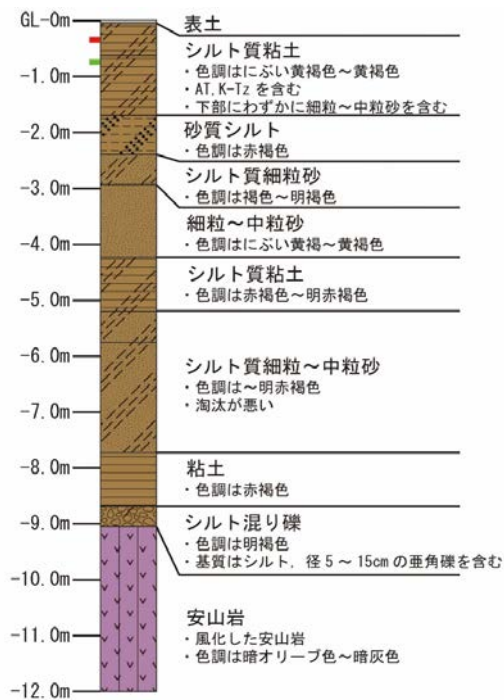 GL-0m
-1.0m
-2.0m
-3.0m
-4.0m
-5.0m
-6.0m
-7.0m
-8.0m
-9.0m
-10.0m
-11.0m
-12.0m
表土
シルト質粘土
・色調はにぶい黄褐色～黄褐色
・AT,K-Tz を含む
・下部にわずかに細粒～中粒砂を含む
砂質シルト
・色調は赤褐色
シルト質細粒砂
・色調は褐色～明褐色
細粒～中粒砂
・色調はにぶい黄褐～黄褐色
シルト質粘土
・色調は赤褐色～明赤褐色
シルト質細粒～中粒砂
・色調は～明赤褐色
・淘汰が悪い
粘土
・色調は赤褐色
シルト混り礫
・色調は明褐色
・基質はシルト，径5～15cmの亜角礫を含む
安山岩
・風化した安山岩
・色調は暗オリーブ色～暗灰色